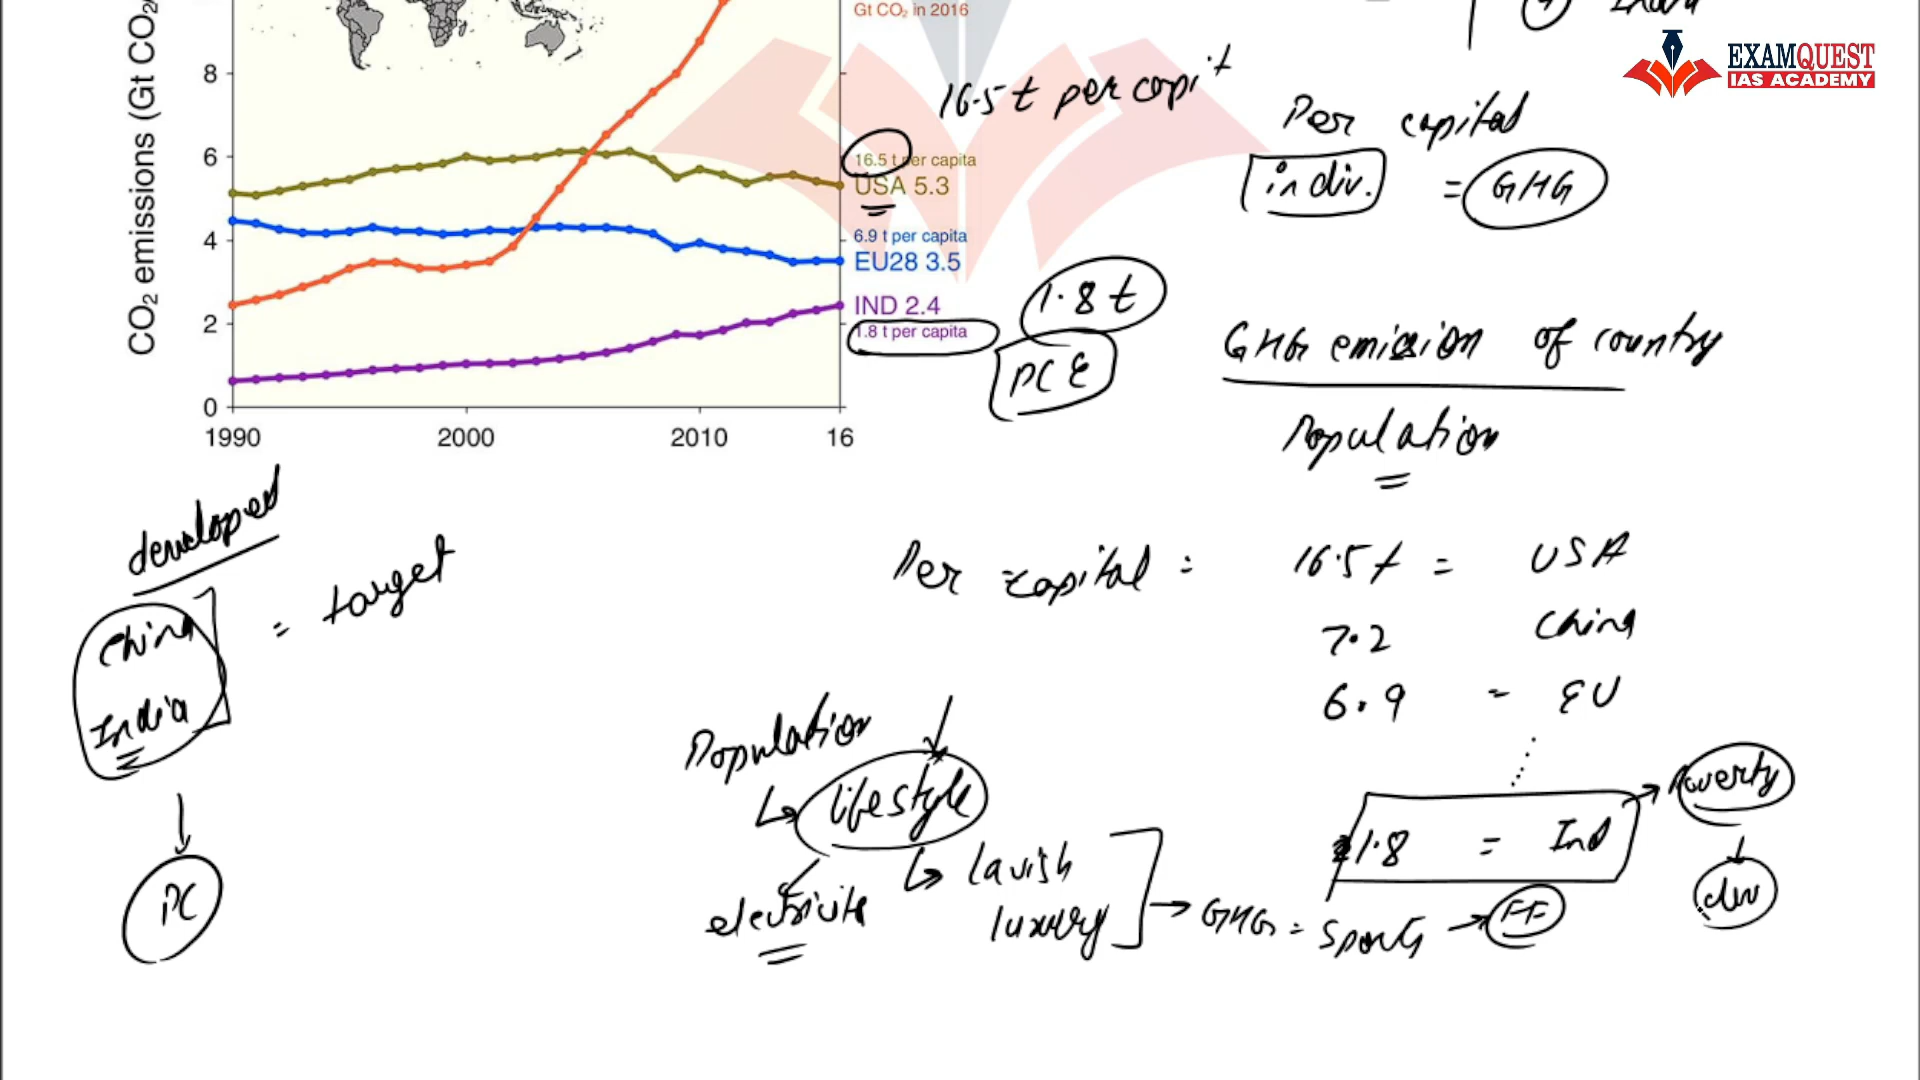 CO₂ emissions (Gt CO₂
8
6
4
2
0
1990
2000
2010
16
Gt CO₂ in 2016
16.5 t per capita
USA 5.3
6.9 t per capita
EU28 3.5
IND 2.4
1.8 t per capita
EXAMQUEST
IAS ACADEMY
16.5 t per capit
Per capital
indiv. = GHG
1.8 t
PCE
GHG emission of country
Population
developed
China
India
= target
PC
Per capital : 16.5 t = USA
7.2 China
6.9 = EU
1.8 = Ind
Poverty
dev
Population
lifestyle
lavish
luxury
GHG = Sports → FF